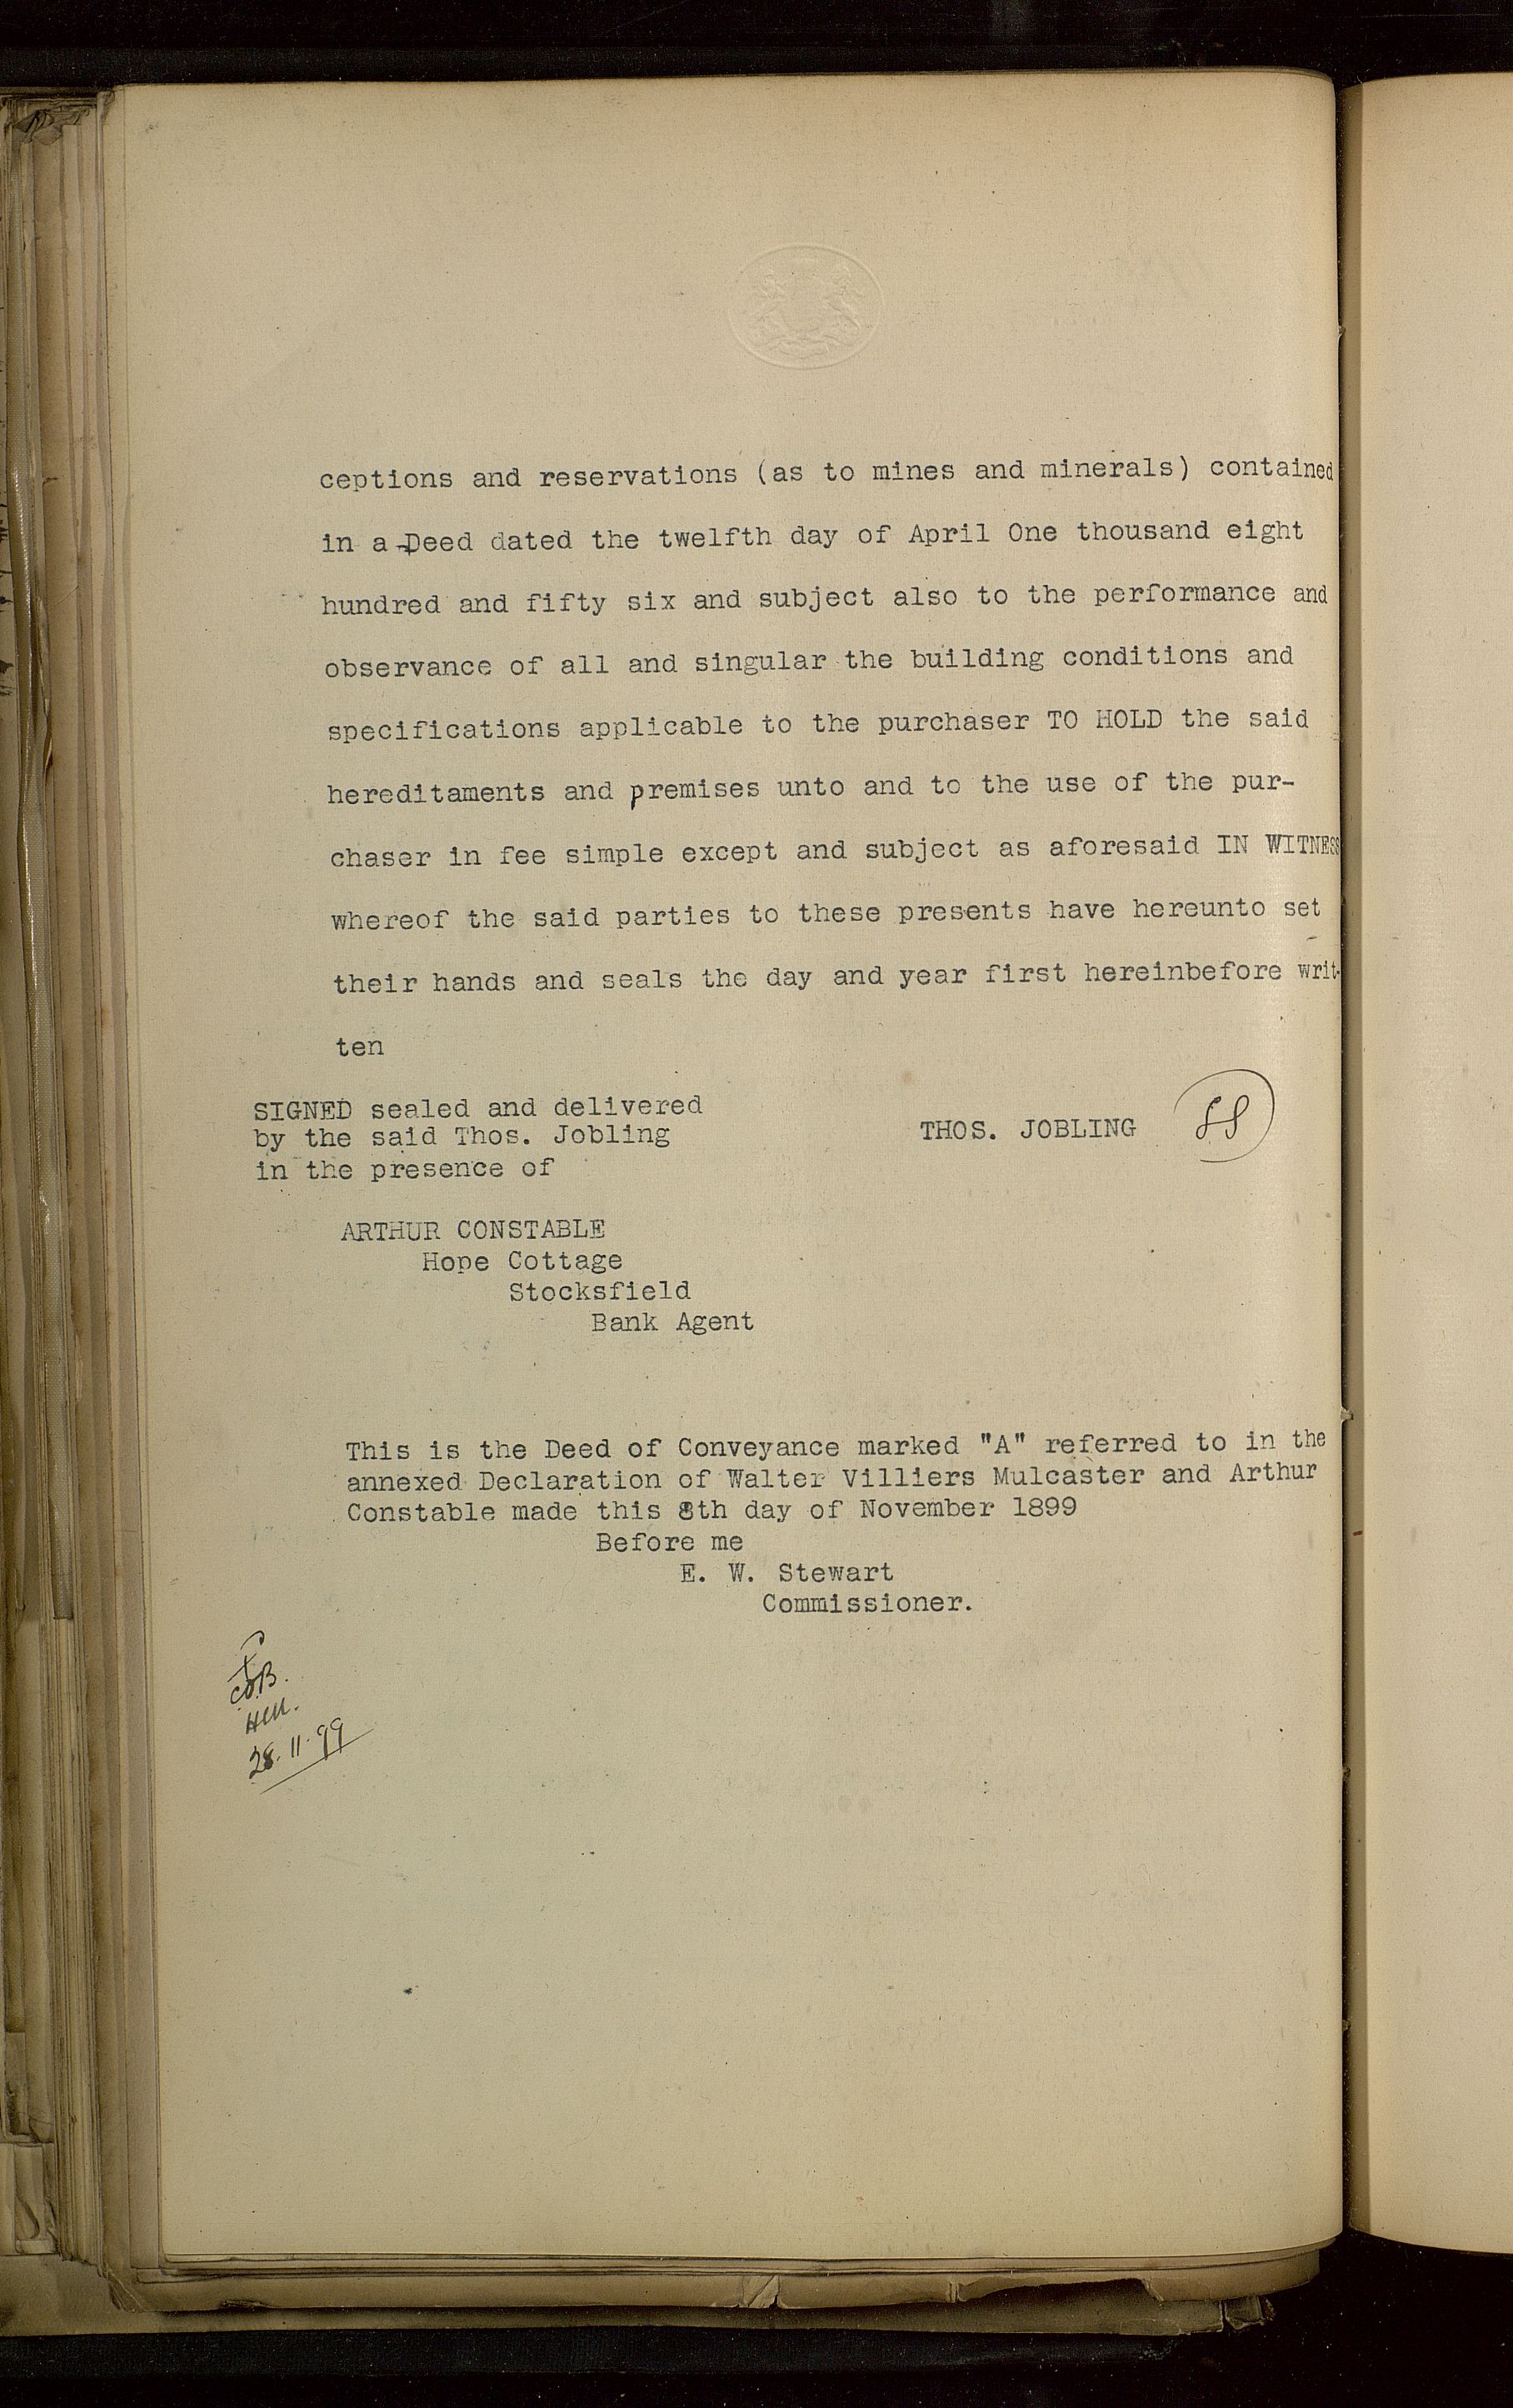 ceptions and reservations (as to mines and minerals) contained
in a Deed dated the twelfth day of April One thousand eight
hundred and fifty six and subject also to the performance and
observance of all and singular the building conditions and
specifications applicable to the purchaser TO HOLD the said
hereditaments and premises unto and to the use of the pur-
chaser in fee simple except and subject as aforesaid IN WITNESS
whereof the said parties to these presents have hereunto set
their hands and seals the day and year first hereinbefore writ-
ten
SIGNED sealed and delivered
by the said Thos. Jobling
in the presence of
THOS. JOBLING
ARTHUR CONSTABLE
Hope Cottage
Stocksfield
Bank Agent
This is the Deed of Conveyance marked "A" referred to in the
annexed Declaration of Walter Villiers Mulcaster and Arthur
Constable made this 8th day of November 1899
Before me
E. W. Stewart
Commissioner.
28.11.99